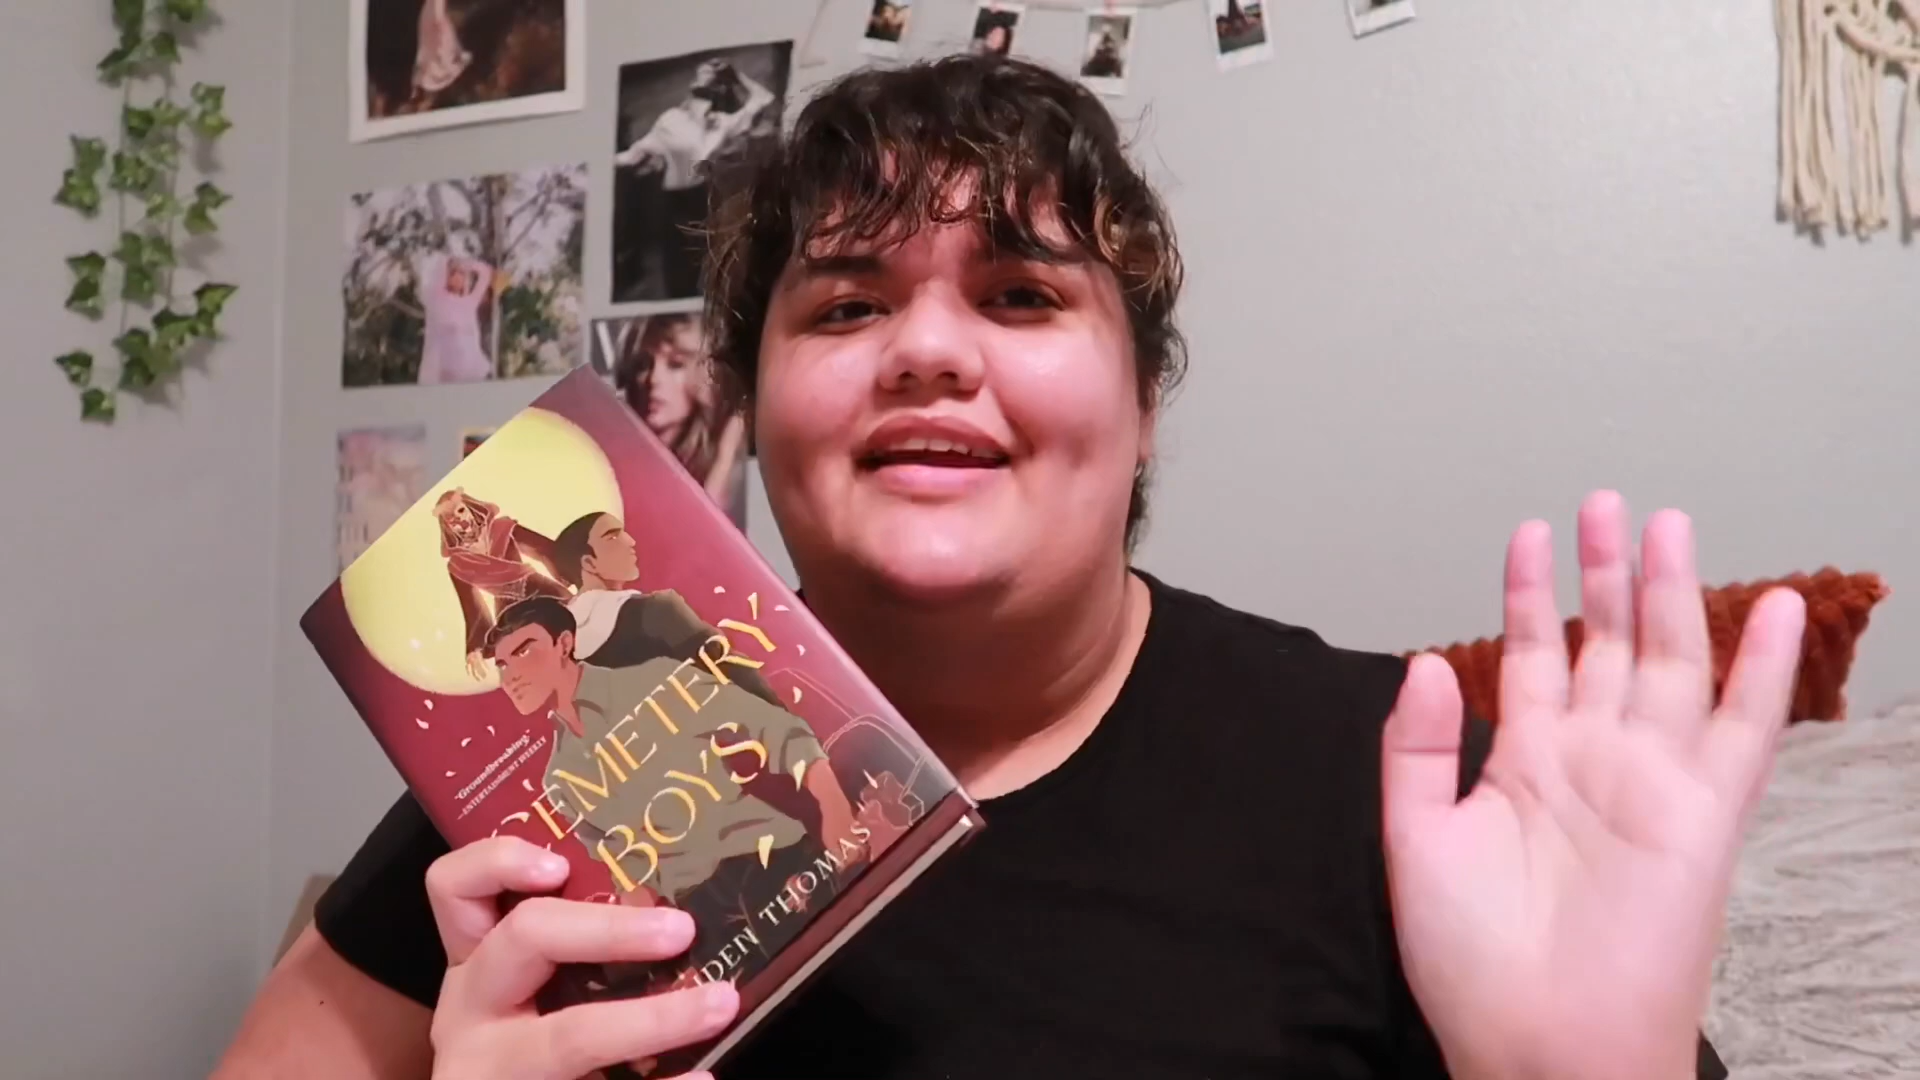 "Groundbreaking."
—ENTERTAINMENT WEEKLY
CEMETERY
BOYS
IDEN THOMAS